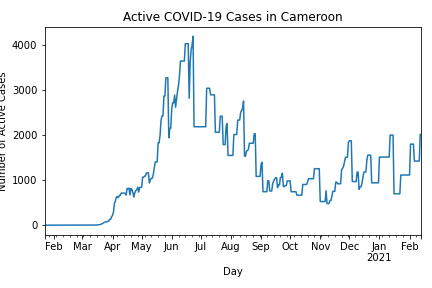 Active COVID-19 Cases in Cameroon
Number of Active Cases
4000
3000
2000
1000
0
Feb Mar Apr May Jun Jul Aug Sep Oct Nov Dec Jan Feb
2021
Day